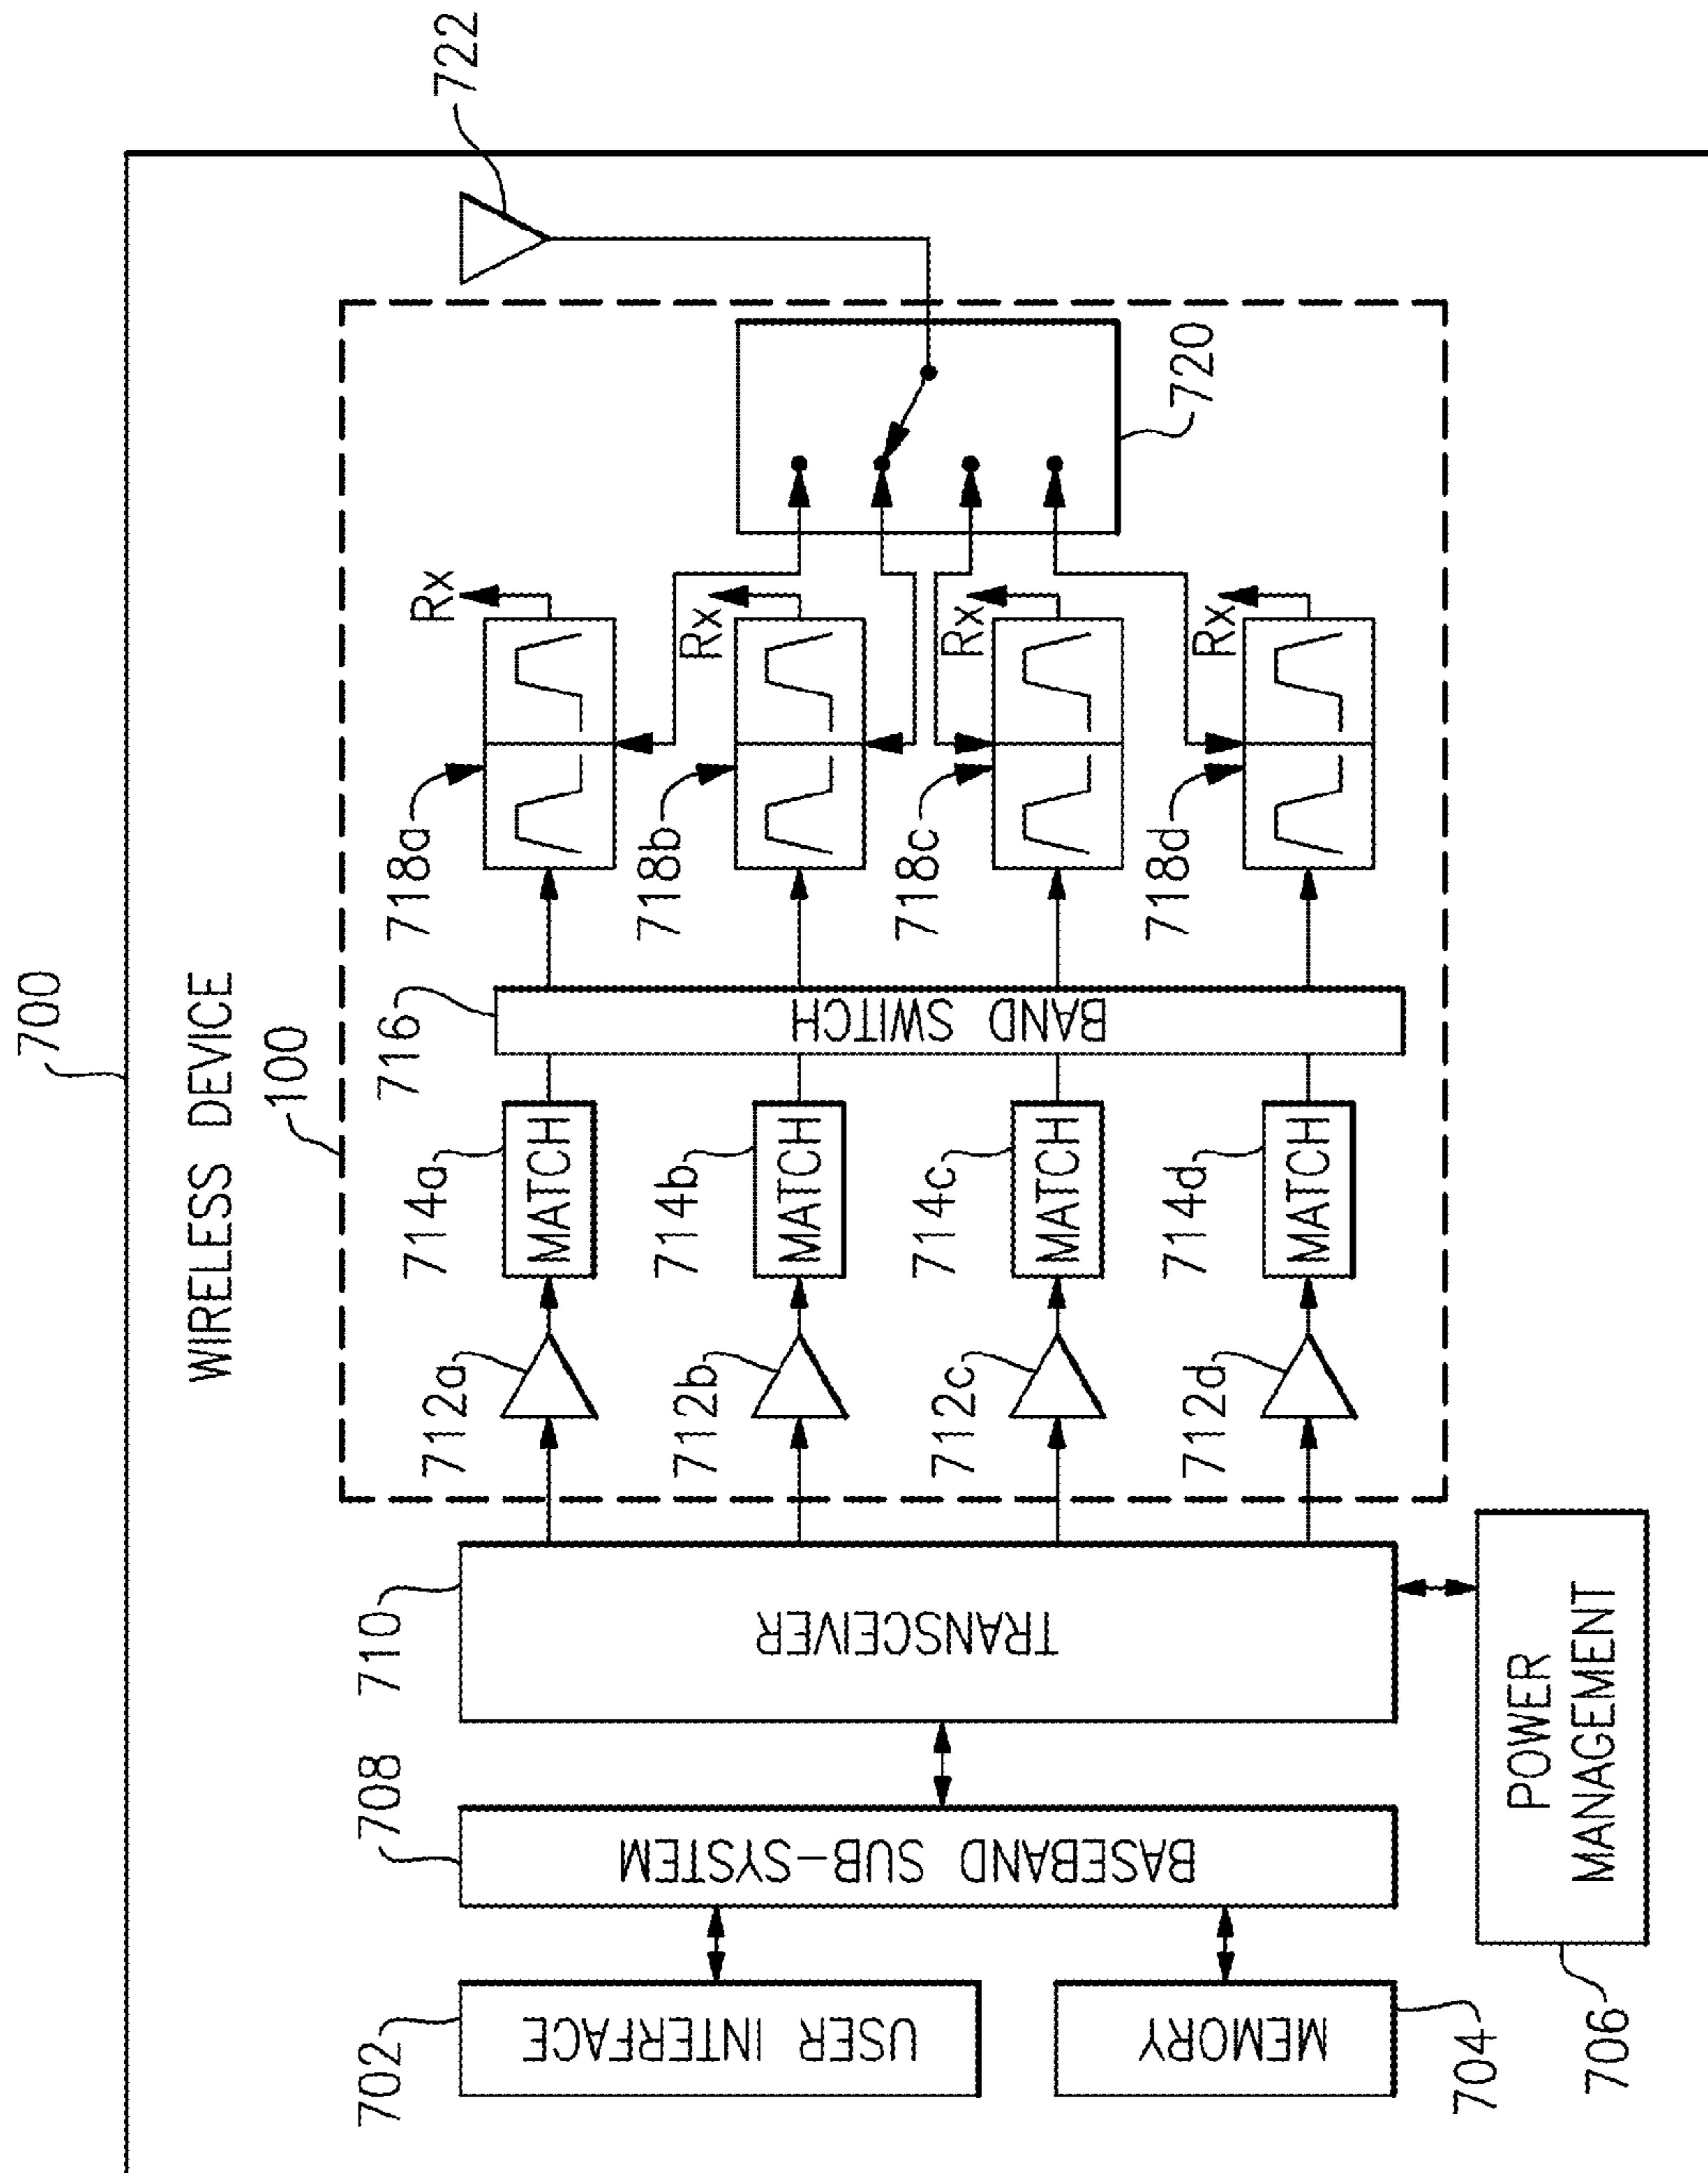 700
WIRELESS DEVICE
100
722
702
USER INTERFACE
704
MEMORY
706
POWER
MANAGEMENT
708
BASEBAND SUB-SYSTEM
710
TRANSCEIVER
712a
714a
MATCH
712b
714b
MATCH
712c
714c
MATCH
712d
714d
MATCH
716
BAND SWITCH
718a
Rx
718b
Rx
718c
Rx
718d
Rx
720